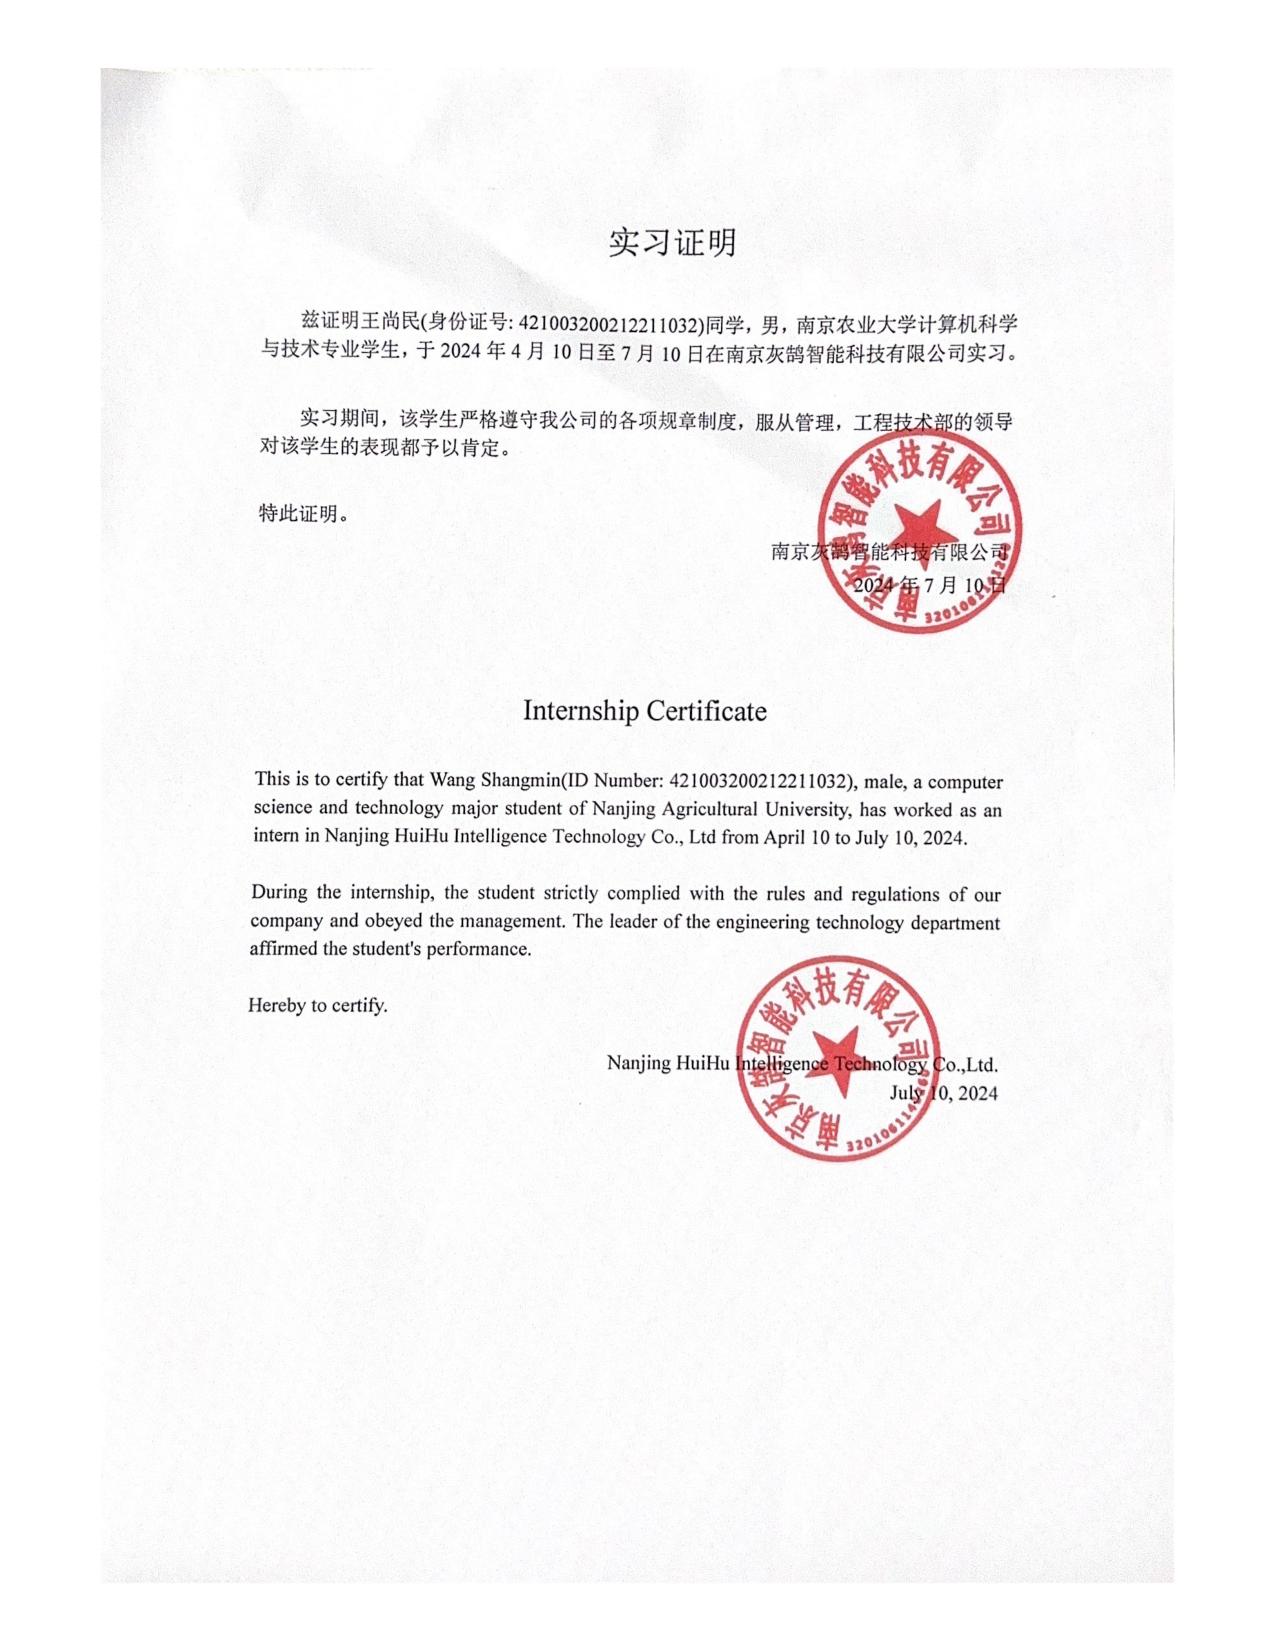 实习证明
兹证明王尚民(身份证号: 421003200212211032)同学，男，南京农业大学计算机科学
与技术专业学生，于 2024 年 4 月 10 日至 7 月 10 日在南京灰鹄智能科技有限公司实习。
实习期间，该学生严格遵守我公司的各项规章制度，服从管理，工程技术部的领导
对该学生的表现都予以肯定。
特此证明。
南京灰鹄智能科技有限公司
2024 年 7 月 10 日
南京灰鹄智能科技有限公司
Internship Certificate
This is to certify that Wang Shangmin(ID Number: 421003200212211032), male, a computer
science and technology major student of Nanjing Agricultural University, has worked as an
intern in Nanjing HuiHu Intelligence Technology Co., Ltd from April 10 to July 10, 2024.
During the internship, the student strictly complied with the rules and regulations of our
company and obeyed the management. The leader of the engineering technology department
affirmed the student's performance.
Hereby to certify.
Nanjing HuiHu Intelligence Technology Co.,Ltd.
July 10, 2024
南京灰鹄智能科技有限公司